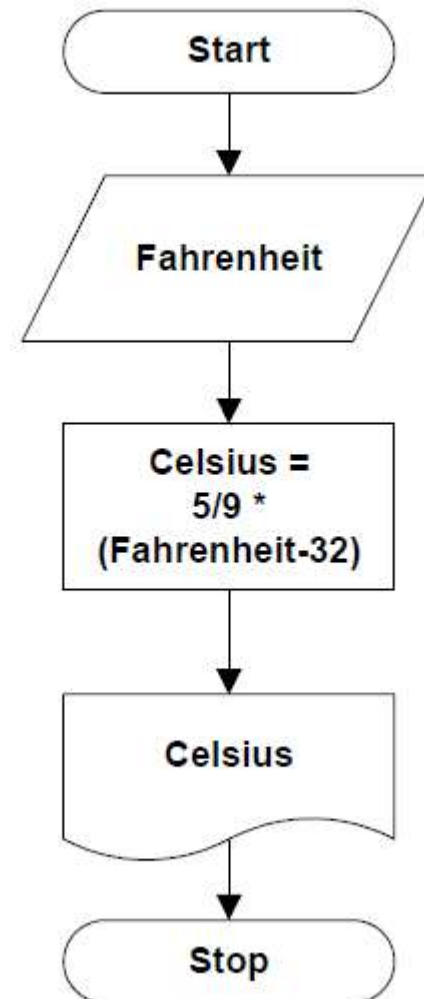 Start
Fahrenheit
Celsius =
5/9 *
(Fahrenheit-32)
Celsius
Stop